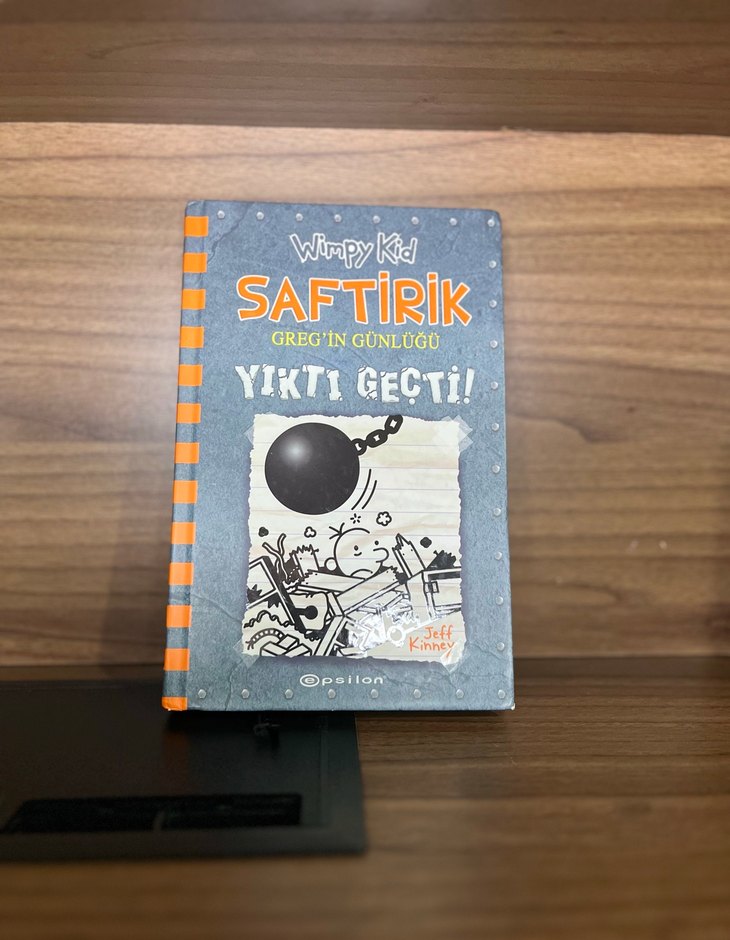 Wimpy Kid
SAFTİRİK
GREG'İN GÜNLÜĞÜ
YIKTI GEÇTİ!
Jeff
Kinney
epsilon